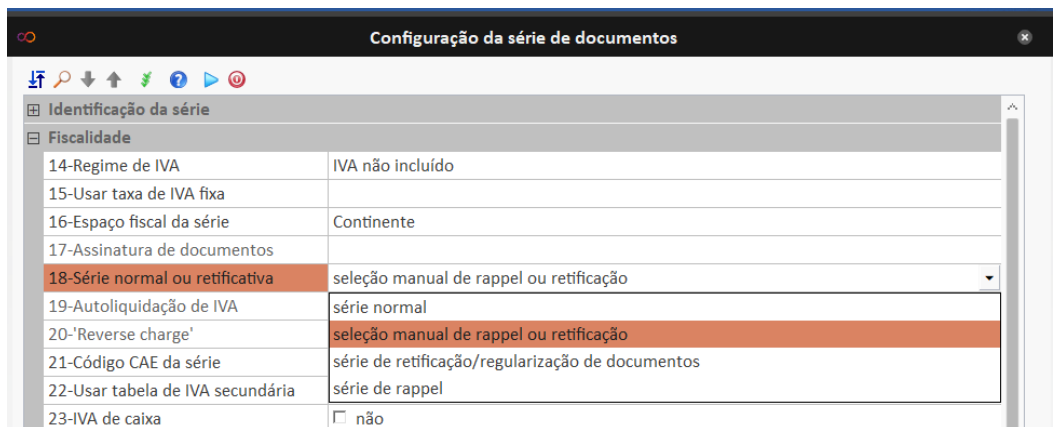 Configuração da série de documentos
Identificação da série
Fiscalidade
14-Regime de IVA IVA não incluído
15-Usar taxa de IVA fixa
16-Espaço fiscal da série Continente
17-Assinatura de documentos
18-Série normal ou retificativa seleção manual de rappel ou retificação
19-Autoliquidação de IVA série normal
20-'Reverse charge' seleção manual de rappel ou retificação
21-Código CAE da série série de retificação/regularização de documentos
22-Usar tabela de IVA secundária série de rappel
23-IVA de caixa não